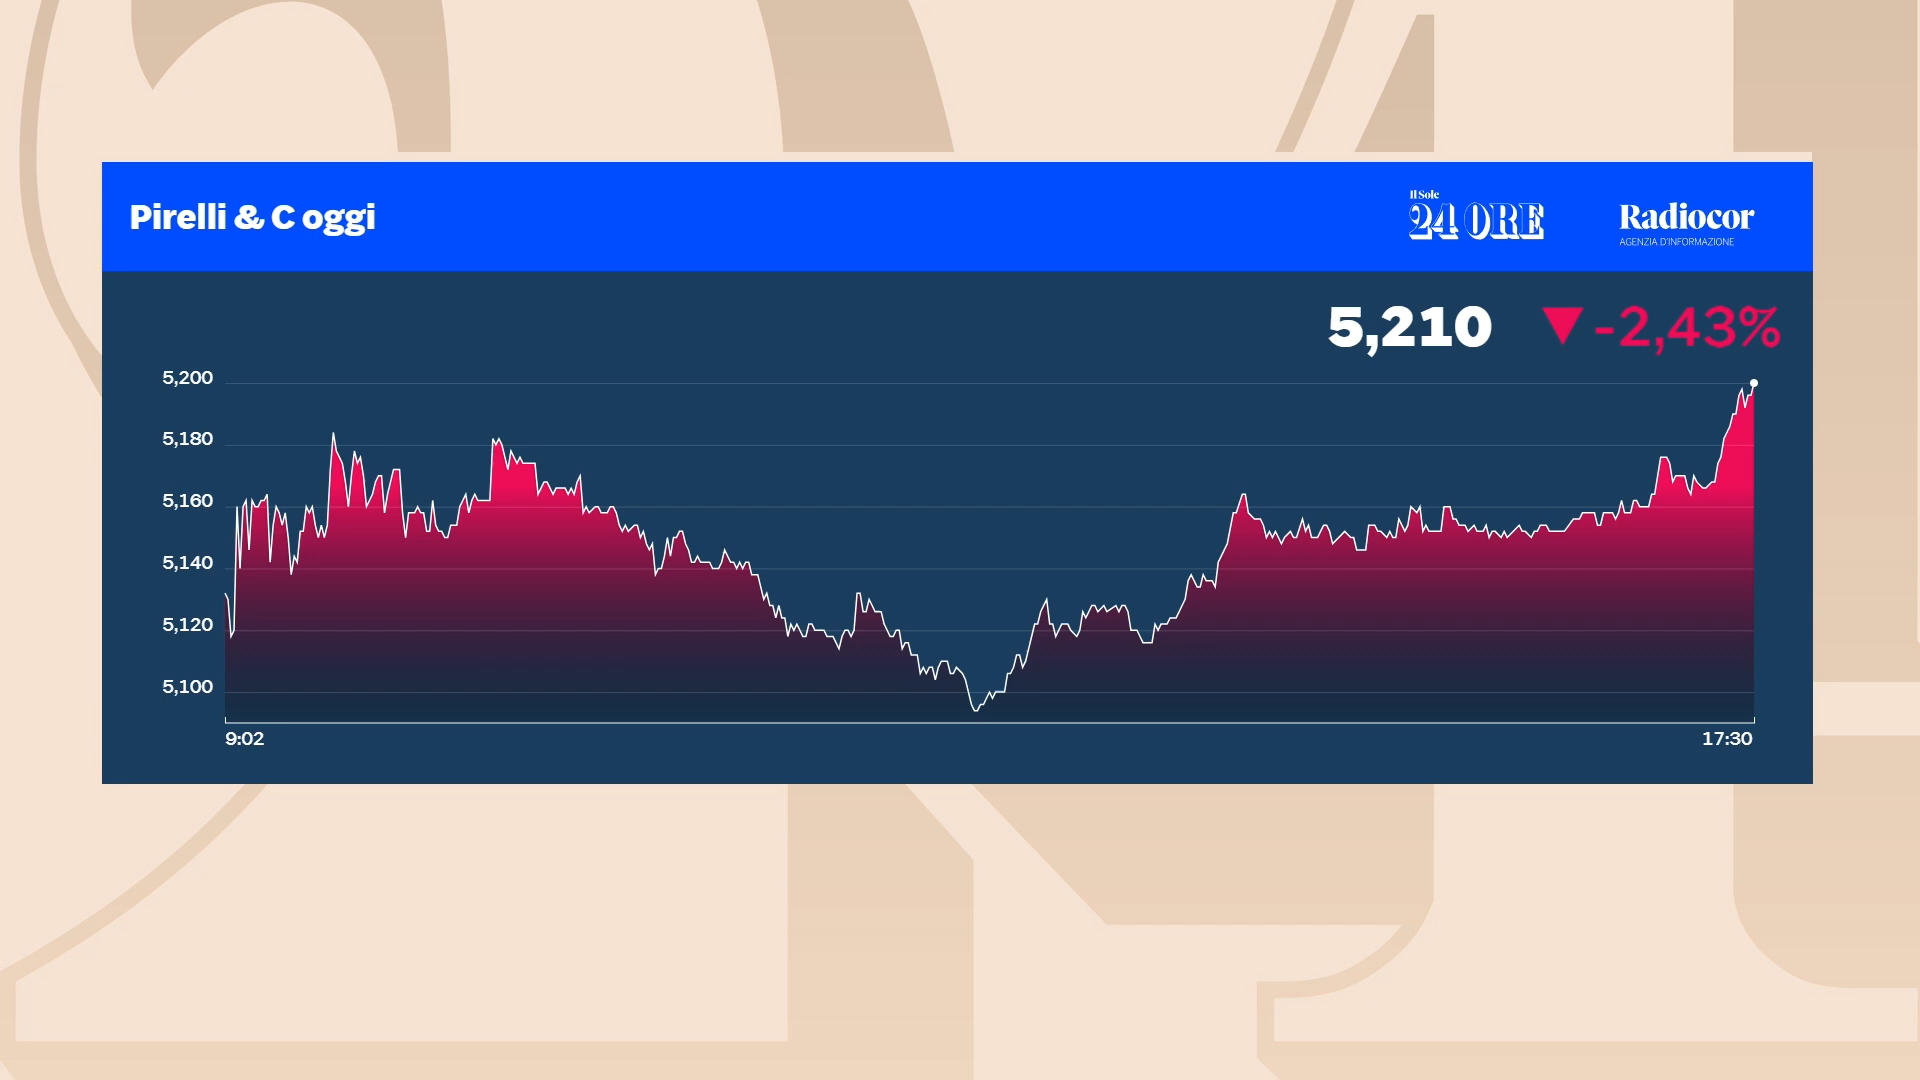 Pirelli & C oggi
Il Sole
24 ORE
Radiocor
AGENZIA D'INFORMAZIONE
5,210 ▼-2,43%
5,200
5,180
5,160
5,140
5,120
5,100
9:02 17:30